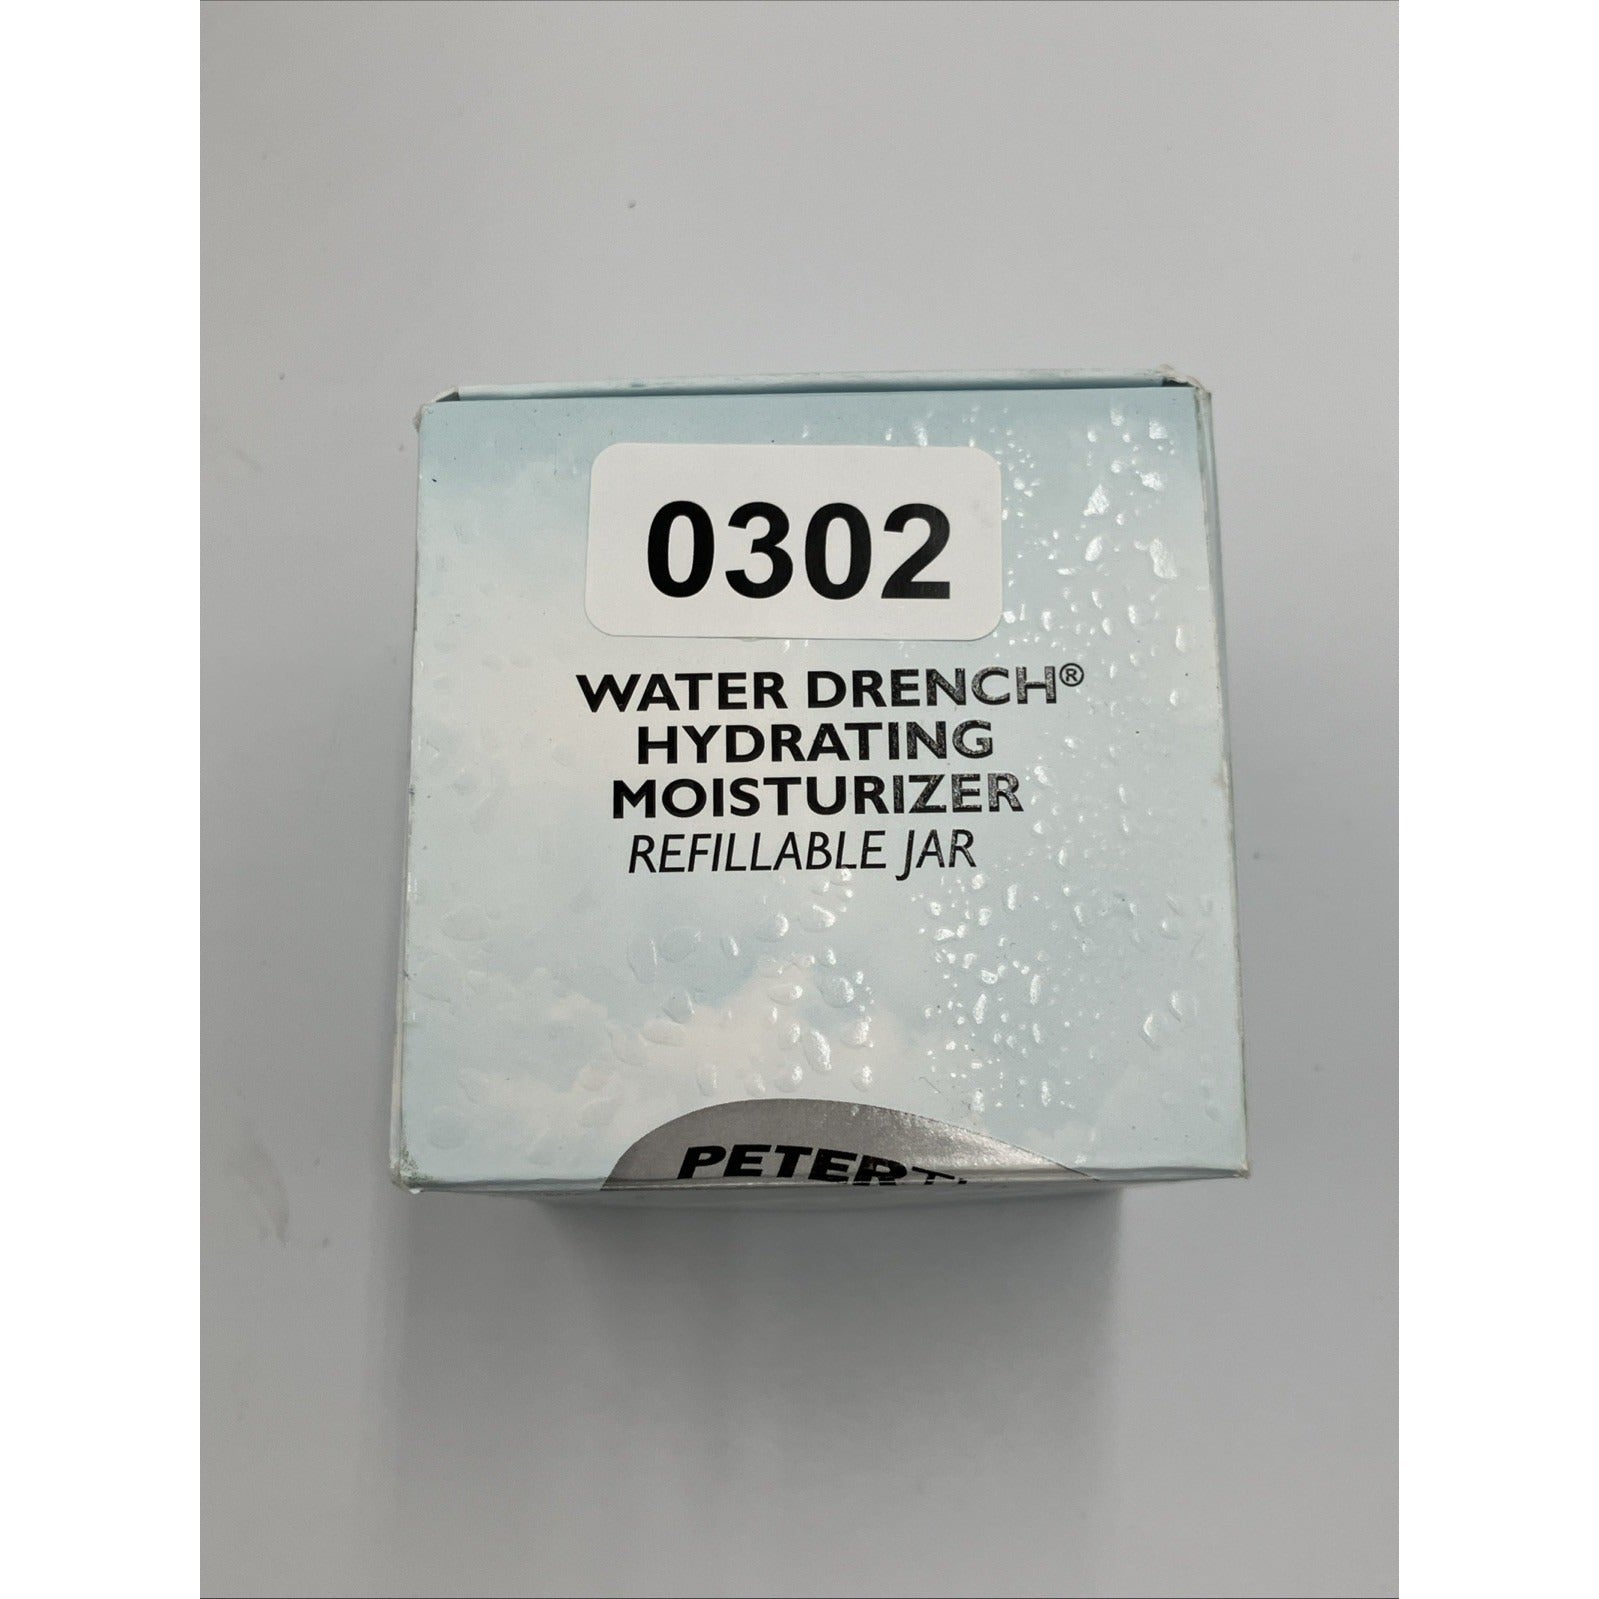 0302
WATER DRENCH®
HYDRATING
MOISTURIZER
REFILLABLE JAR
PETER